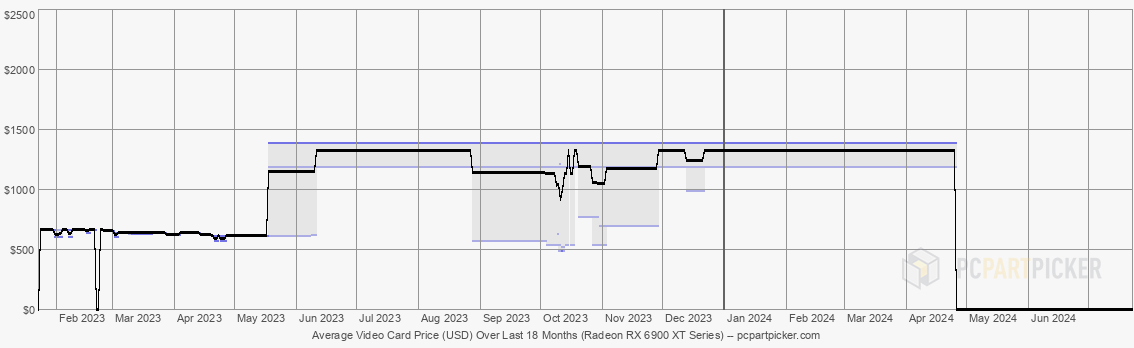 $2500
$2000
$1500
$1000
$500
$0
Feb 2023 Mar 2023 Apr 2023 May 2023 Jun 2023 Jul 2023 Aug 2023 Sep 2023 Oct 2023 Nov 2023 Dec 2023 Jan 2024 Feb 2024 Mar 2024 Apr 2024 May 2024 Jun 2024
PCPARTPICKER
Average Video Card Price (USD) Over Last 18 Months (Radeon RX 6900 XT Series) -- pcpartpicker.com